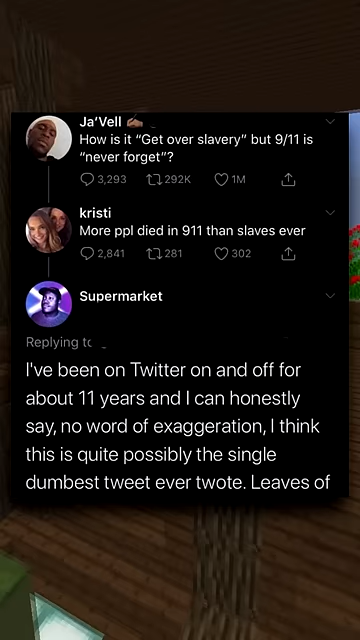 Ja'Vell ✍🏾
How is it “Get over slavery” but 9/11 is
“never forget”?
3,293 292K 1M
kristi
More ppl died in 911 than slaves ever
2,841 281 302
Supermarket
Replying to
I've been on Twitter on and off for
about 11 years and I can honestly
say, no word of exaggeration, I think
this is quite possibly the single
dumbest tweet ever twote. Leaves of